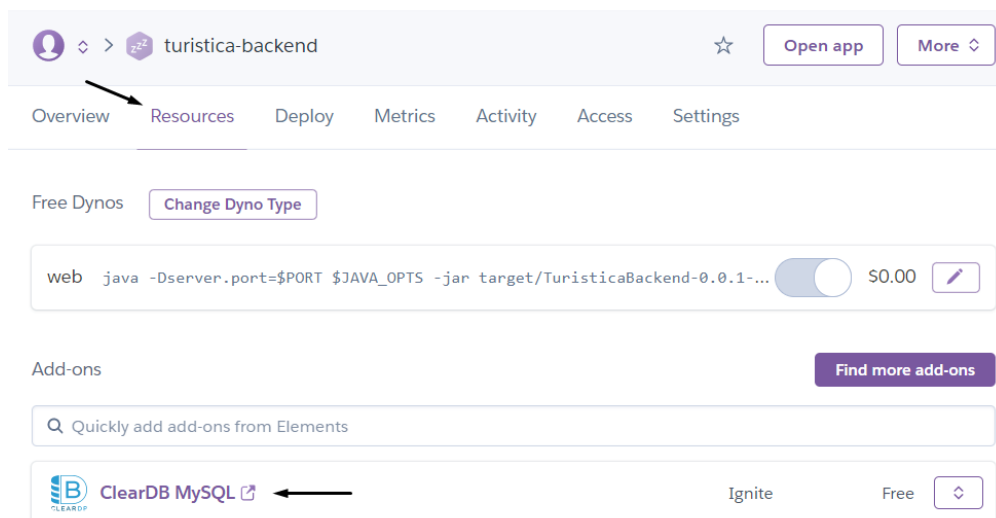 > zzz turistica-backend Open app More
Overview Resources Deploy Metrics Activity Access Settings
Free Dynos Change Dyno Type
web java -Dserver.port=$PORT $JAVA_OPTS -jar target/TuristicaBackend-0.0.1-... $0.00
Add-ons Find more add-ons
Quickly add add-ons from Elements
B CLEARDB ClearDB MySQL Ignite Free